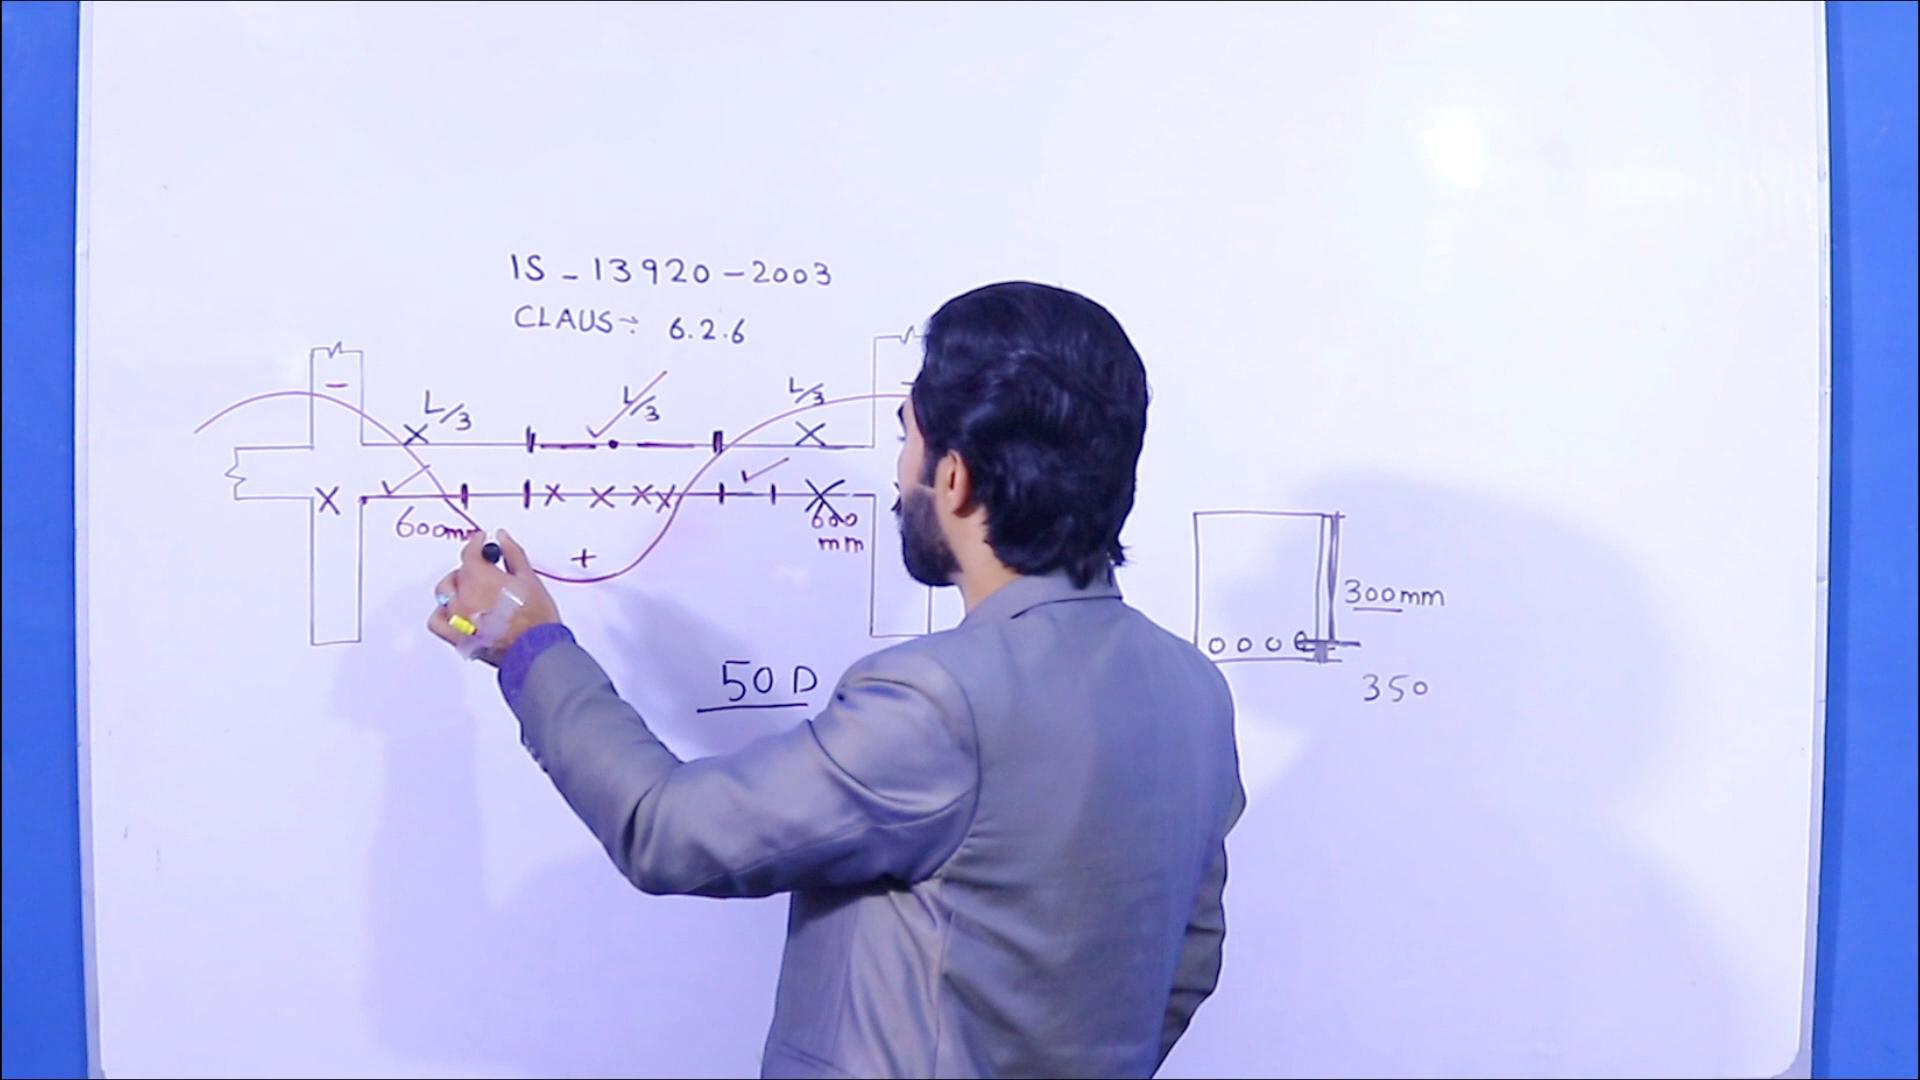 IS - 13920 - 2003
CLAUS:- 6.2.6
-
L/3
L/3
L/3
600mm
+
600
mm
50 D
300mm
350